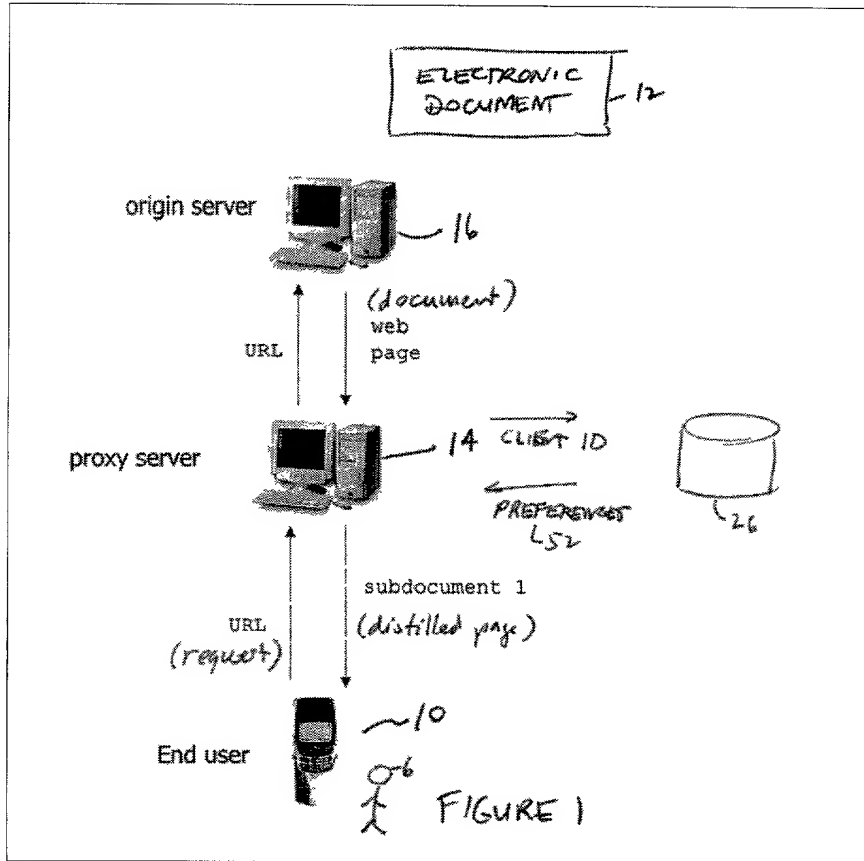 ELECTRONIC
DOCUMENT
12
origin server
16
(document)
web
page
URL
proxy server
14
CLIENT ID
PREFERENCES
52
26
subdocument 1
(distilled page)
URL
(request)
10
End user
6
FIGURE 1